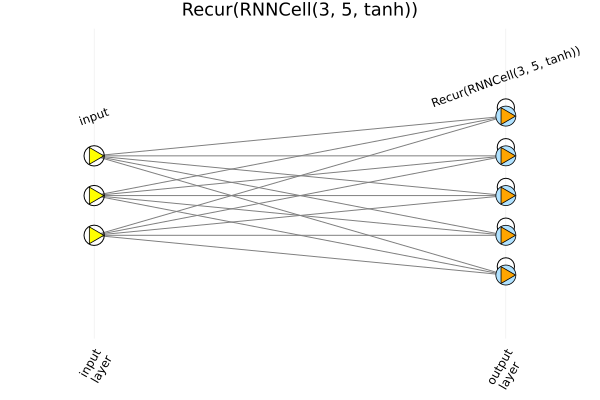 Recur(RNNCell(3, 5, tanh))
input
Recur(RNNCell(3, 5, tanh))
input
layer
output
layer